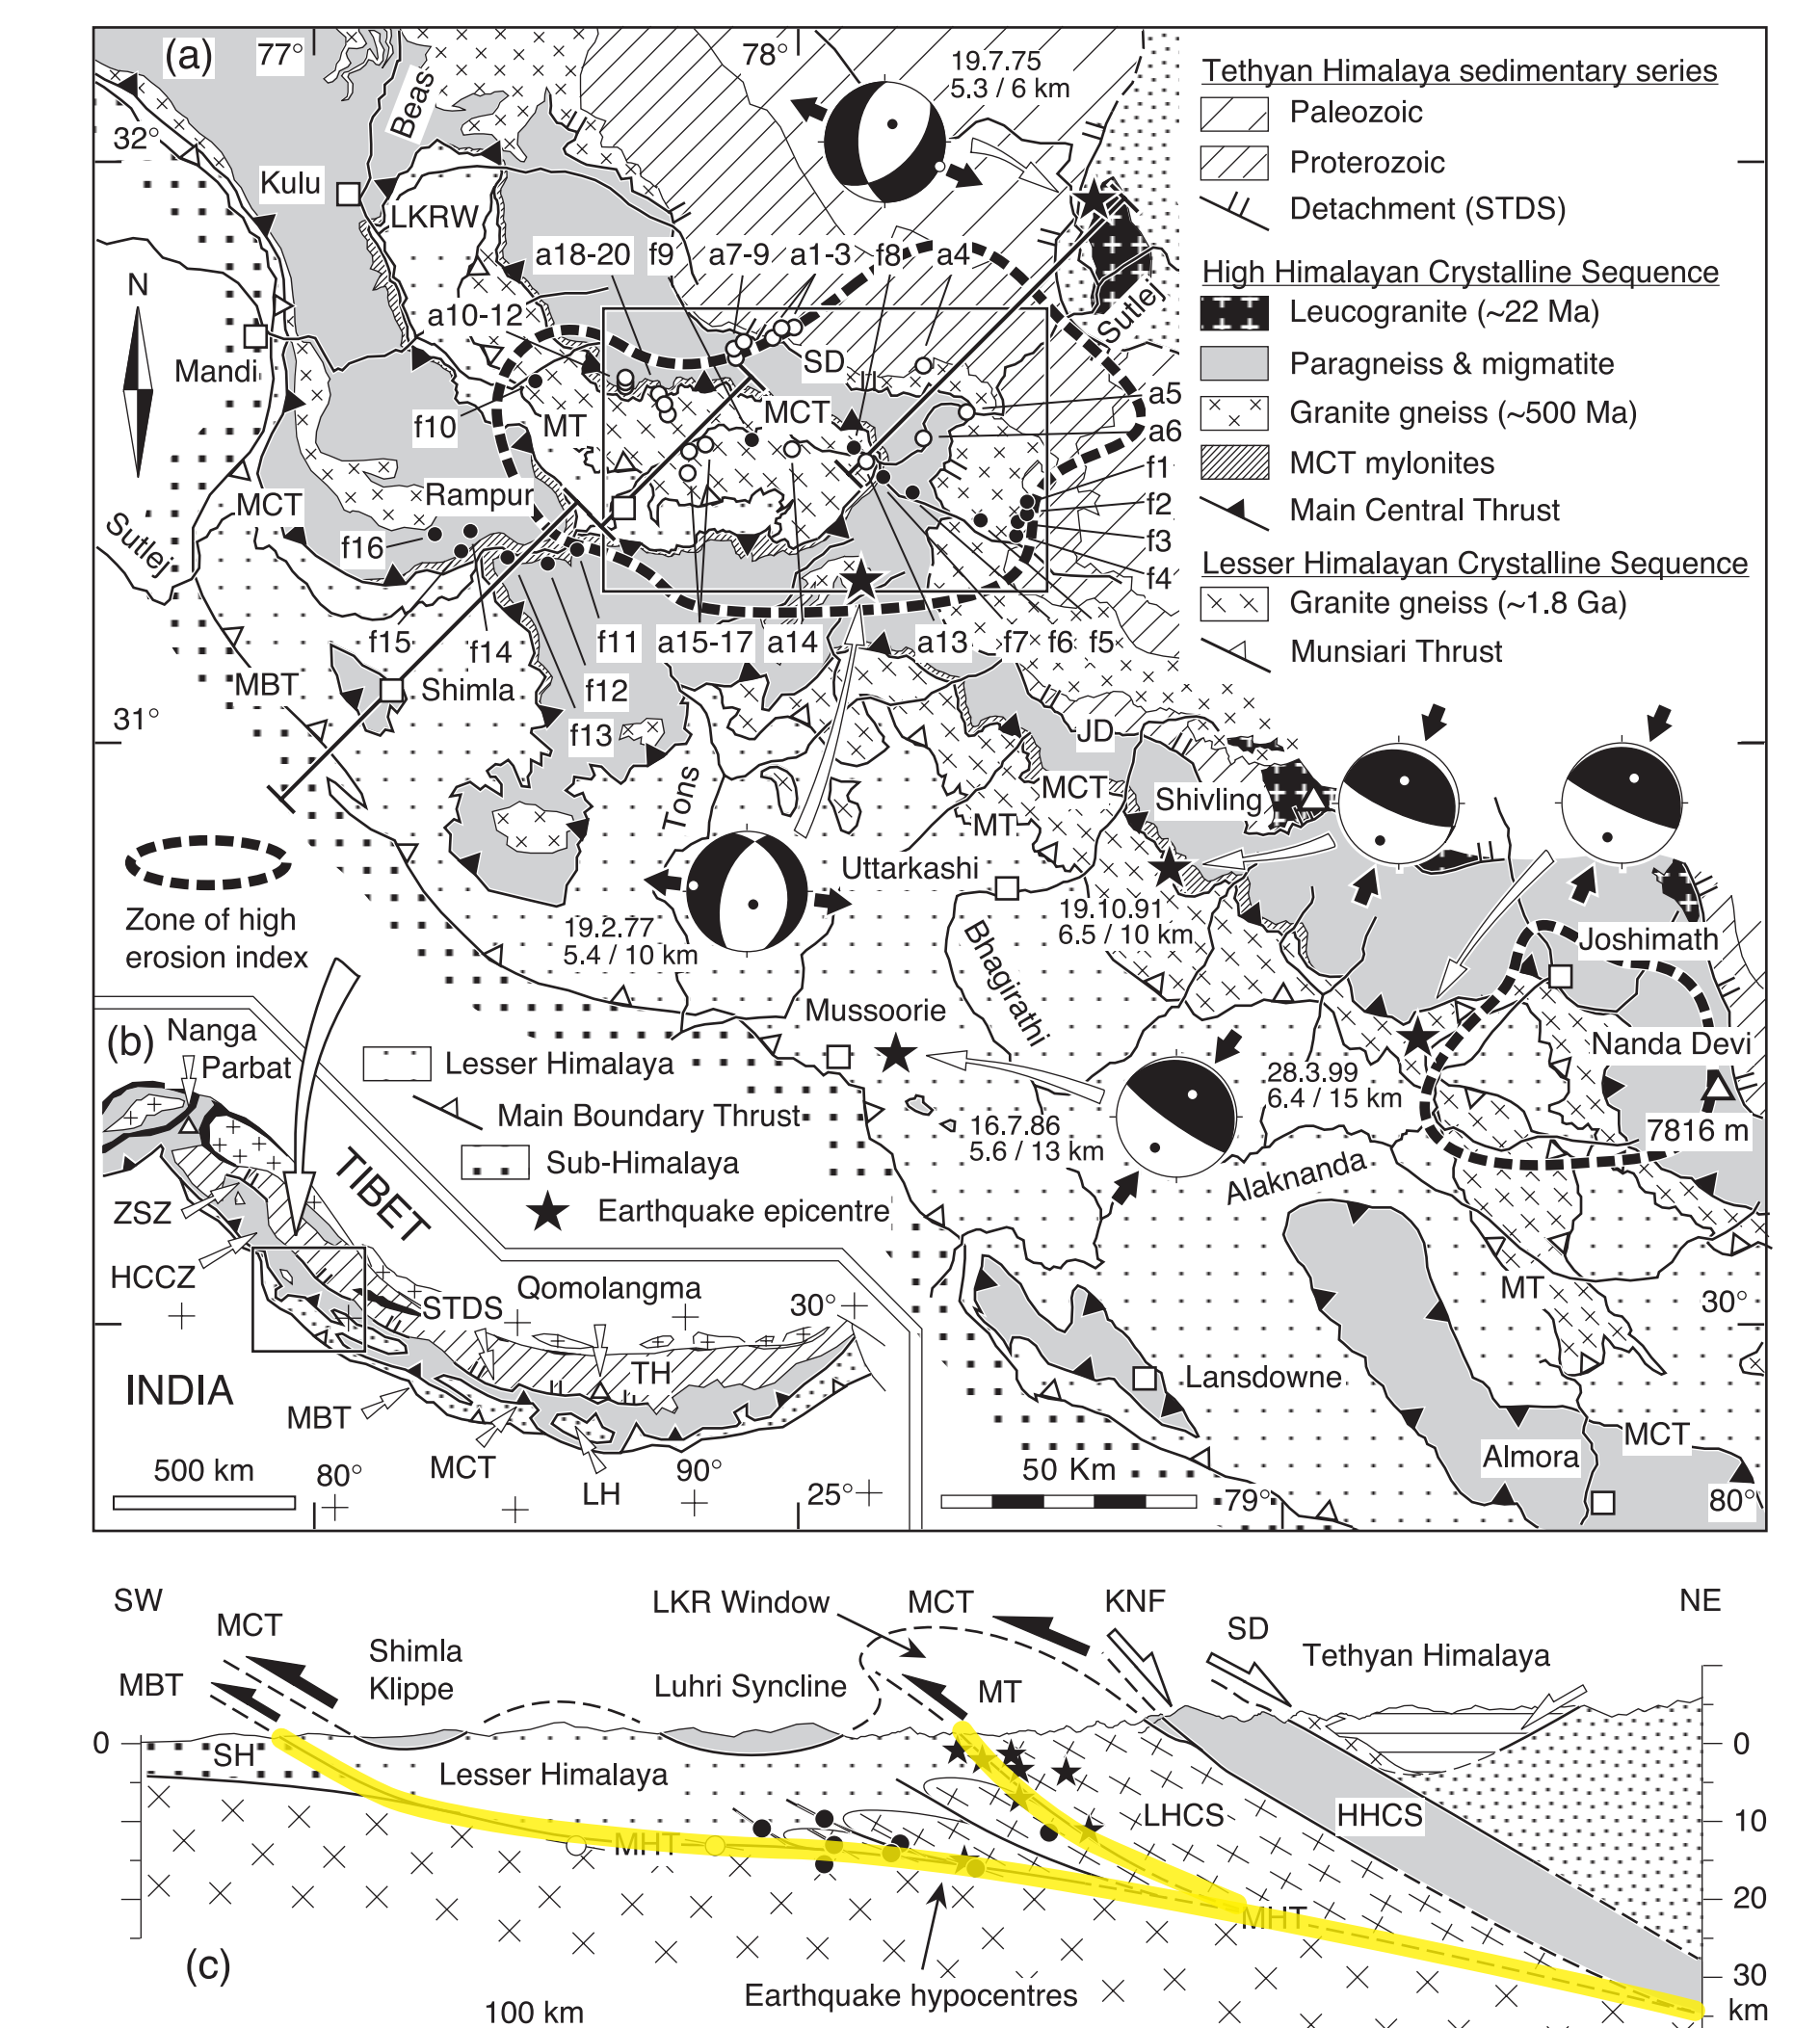 (a)
77°
78°
32°
31°
30°
79°
80°
Beas
Kulu
LKRW
19.7.75
5.3 / 6 km
Tethyan Himalaya sedimentary series
Paleozoic
Proterozoic
Detachment (STDS)
High Himalayan Crystalline Sequence
Leucogranite (~22 Ma)
Paragneiss & migmatite
Granite gneiss (~500 Ma)
MCT mylonites
Main Central Thrust
Lesser Himalayan Crystalline Sequence
Granite gneiss (~1.8 Ga)
Munsiari Thrust
a18-20
f9
a7-9
a1-3
f8
a4
N
a10-12
Sutlej
Mandi
SD
MCT
MT
f10
a5
a6
f1
f2
f3
f4
MCT
Rampur
Sutlej
f16
f15
f14
f11
a15-17
a14
a13
f7
f6
f5
f12
f13
MBT
Shimla
JD
MCT
Shivling
MT
Tons
Uttarkashi
19.2.77
5.4 / 10 km
19.10.91
6.5 / 10 km
Zone of high
erosion index
Bhagirathi
Joshimath
Mussoorie
Nanda Devi
7816 m
28.3.99
6.4 / 15 km
16.7.86
5.6 / 13 km
Alaknanda
MT
Lansdowne
Almora
MCT
50 Km
(b)
Nanga
Parbat
Lesser Himalaya
Main Boundary Thrust
Sub-Himalaya
Earthquake epicentre
TIBET
ZSZ
HCCZ
Qomolangma
STDS
30°
TH
INDIA
MBT
MCT
LH
500 km
80°
90°
25°
SW
NE
MCT
MBT
Shimla
Klippe
LKR Window
MCT
KNF
SD
Luhri Syncline
MT
Tethyan Himalaya
0
SH
Lesser Himalaya
MHT
LHCS
HHCS
MHT
0
10
20
30
km
(c)
Earthquake hypocentres
100 km